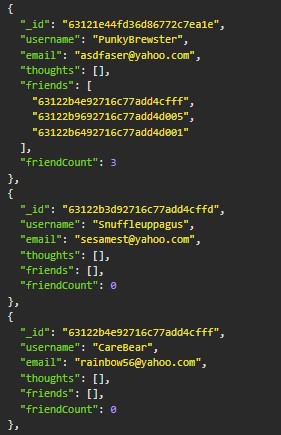 {
"_id": "63121e44fd36d86772c7ea1e",
"username": "PunkyBrewster",
"email": "asdfaser@yahoo.com",
"thoughts": [],
"friends": [
"63122b4e92716c77add4cfff",
"63122b9692716c77add4d005",
"63122b6492716c77add4d001"
],
"friendCount": 3
},
{
"_id": "63122b3d92716c77add4cffd",
"username": "Snuffleuppagus",
"email": "sesamest@yahoo.com",
"thoughts": [],
"friends": [],
"friendCount": 0
},
{
"_id": "63122b4e92716c77add4cfff",
"username": "CareBear",
"email": "rainbow56@yahoo.com",
"thoughts": [],
"friends": [],
"friendCount": 0
},